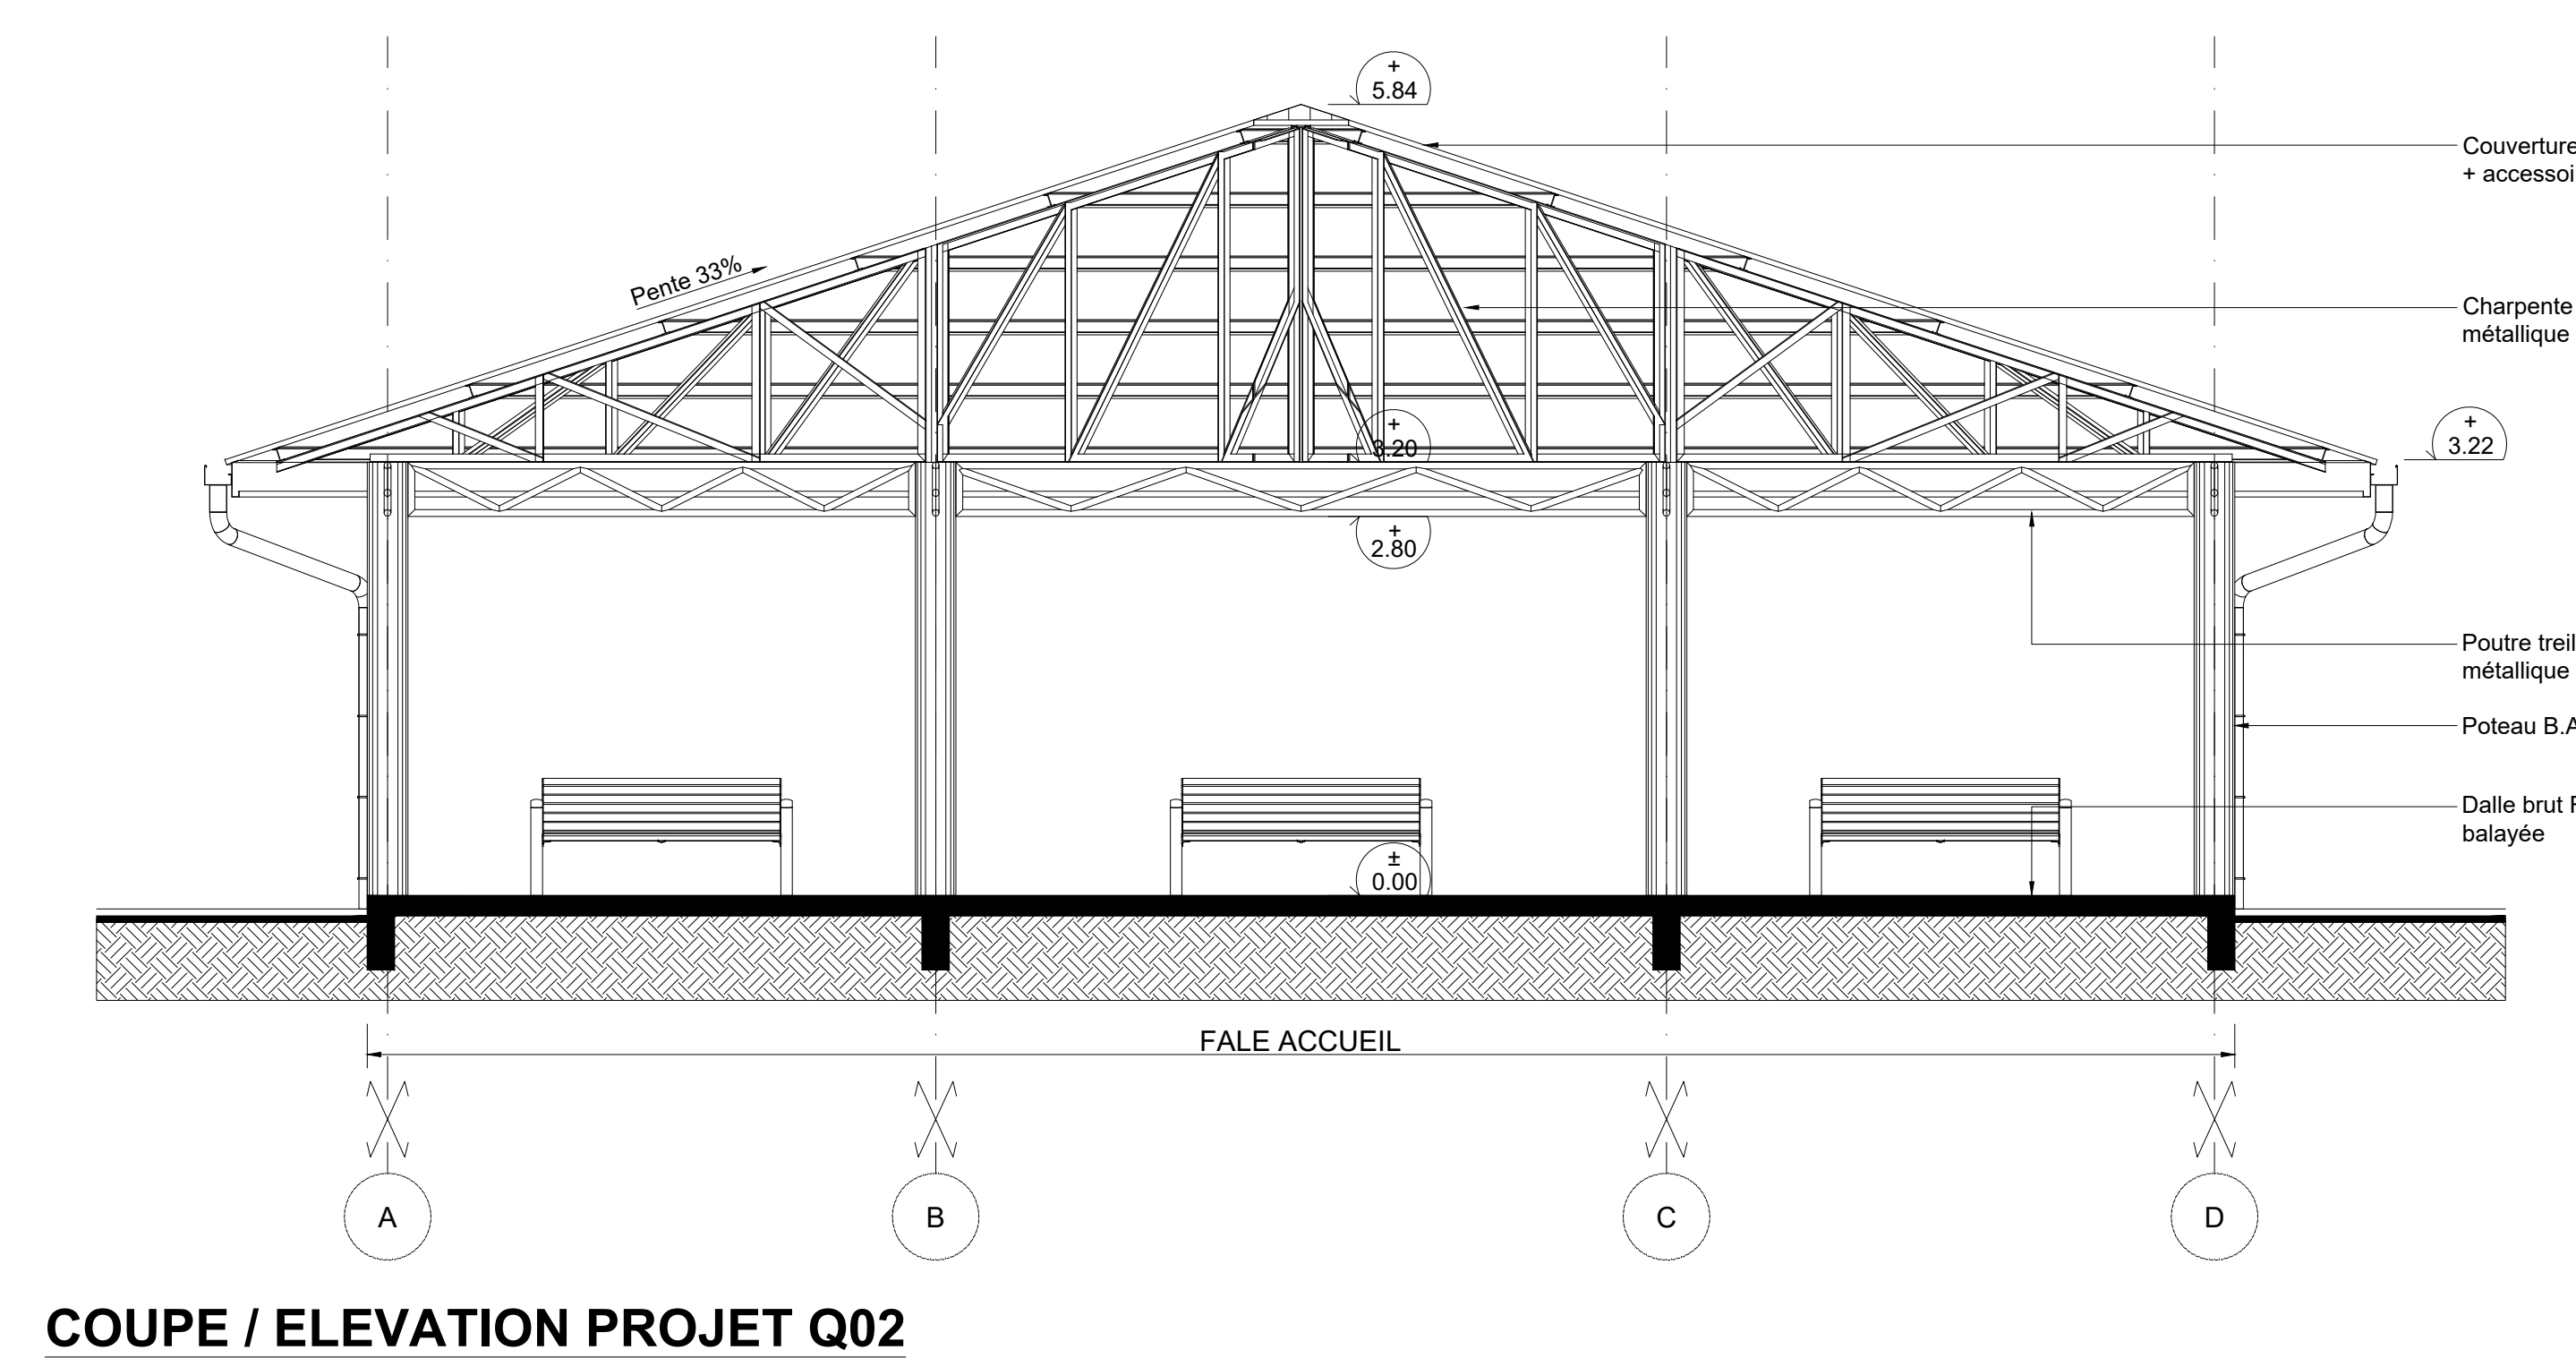 +
5.84
Couverture
+ accessoi
Pente 33%
Charpente
métallique
+
3.20
+
3.22
+
2.80
Poutre treil
métallique
Poteau B.A
Dalle brut
balayée
±
0.00
FALE ACCUEIL
A
B
C
D
COUPE / ELEVATION PROJET Q02